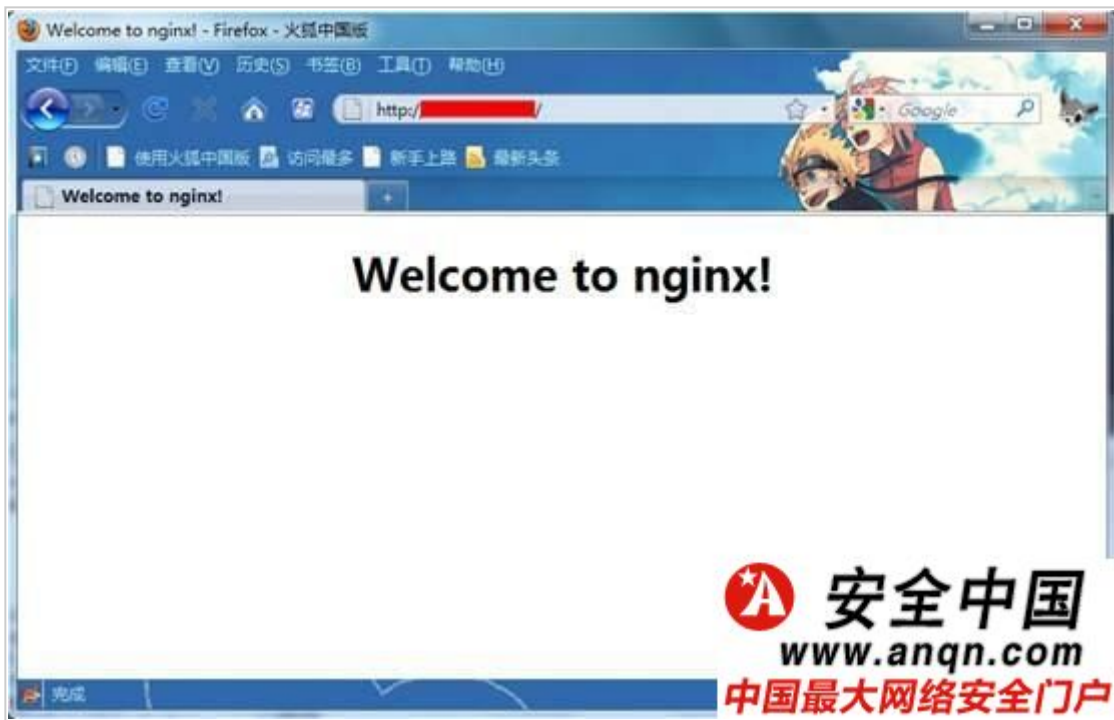 Welcome to nginx! - Firefox - 火狐中国版
文件(F) 编辑(E) 查看(V) 历史(S) 书签(B) 工具(T) 帮助(H)
http:/ / Google
使用火狐中国版 访问最多 新手上路 最新头条
Welcome to nginx!
Welcome to nginx!
安全中国
www.anqn.com
中国最大网络安全门户
完成